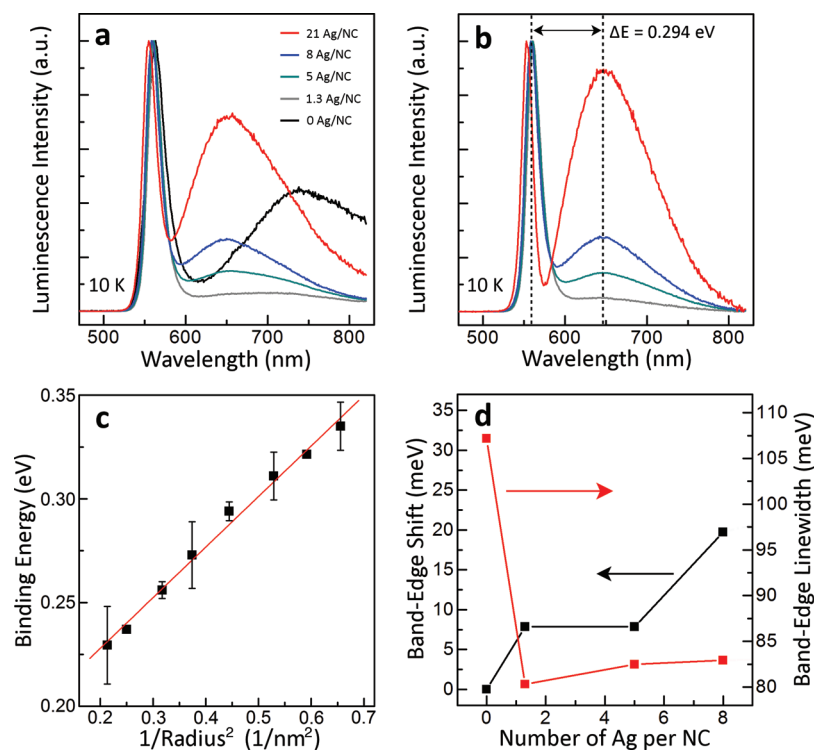 a
21 Ag/NC
8 Ag/NC
5 Ag/NC
1.3 Ag/NC
0 Ag/NC
10 K
Luminescence Intensity (a.u.)
500 600 700 800
Wavelength (nm)
b
ΔE = 0.294 eV
10 K
Luminescence Intensity (a.u.)
500 600 700 800
Wavelength (nm)
c
0.35
0.30
0.25
0.20
Binding Energy (eV)
0.2 0.3 0.4 0.5 0.6 0.7
1/Radius² (1/nm²)
d
35
30
25
20
15
10
5
0
Band-Edge Shift (meV)
110
105
100
95
90
85
80
Band-Edge Linewidth (meV)
0 2 4 6 8
Number of Ag per NC